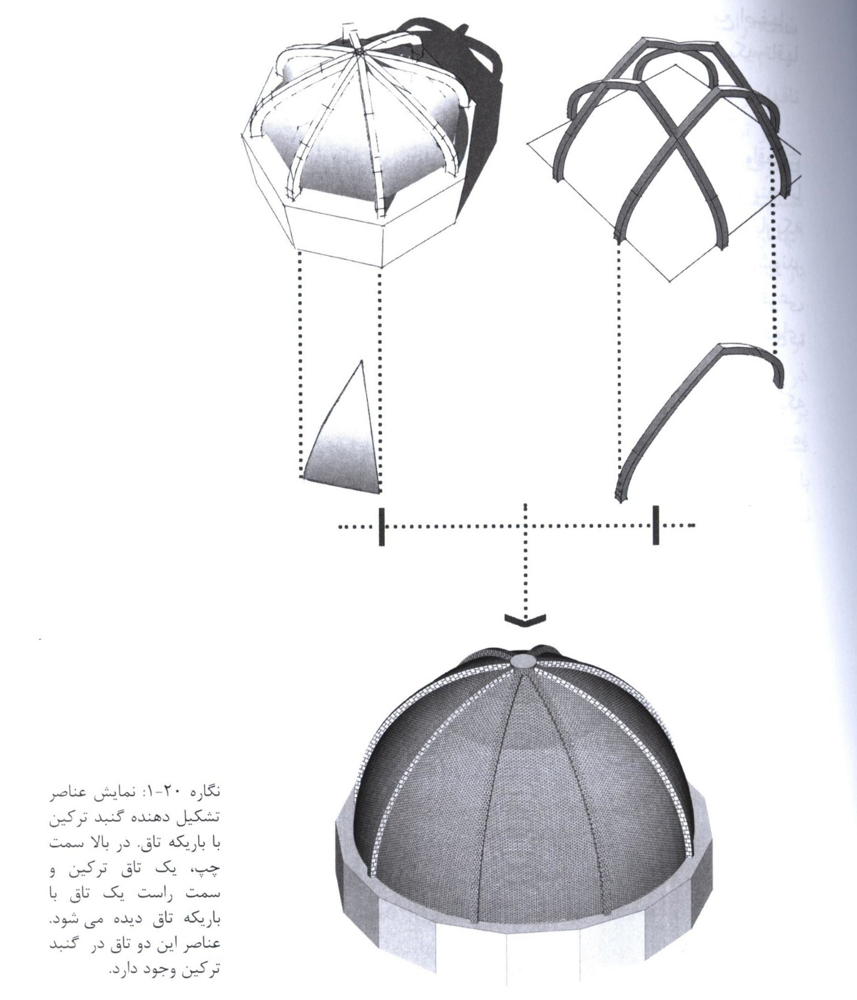 نگاره ۲۰-۱: نمایش عناصر
تشکیل دهنده گنبد ترکین
با باریکه تاق. در بالا سمت
چپ، یک تاق ترکین و
سمت راست یک تاق با
باریکه تاق دیده می شود.
عناصر این دو تاق در گنبد
ترکین وجود دارد.